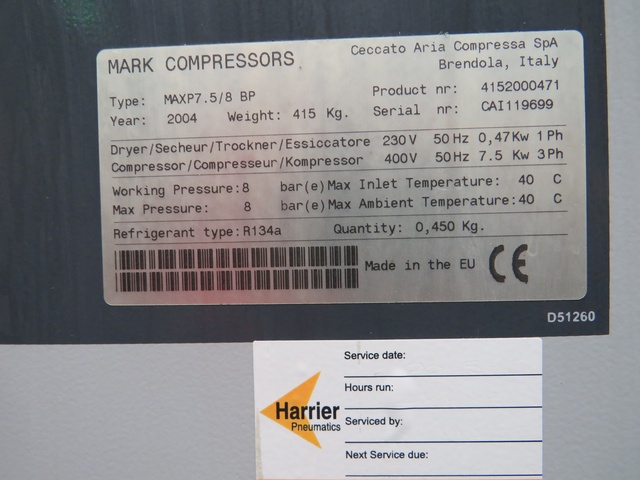 MARK COMPRESSORS
Ceccato Aria Compressa SpA
Brendola, Italy
Type: MAXP7.5/8 BP
Product nr: 4152000471
Year: 2004 Weight: 415 Kg.
Serial nr: CAI119699
Dryer/Secheur/Trockner/Essiccatore 230V 50Hz 0,47Kw 1Ph
Compressor/Compresseur/Kompressor 400V 50Hz 7.5 Kw 3Ph
Working Pressure:8 bar(e) Max Inlet Temperature: 40 C
Max Pressure: 8 bar(e) Max Ambient Temperature:40 C
Refrigerant type:R134a Quantity: 0,450 Kg.
Made in the EU CE
D51260
Harrier
Pneumatics
Service date:
Hours run:
Serviced by:
Next Service due: